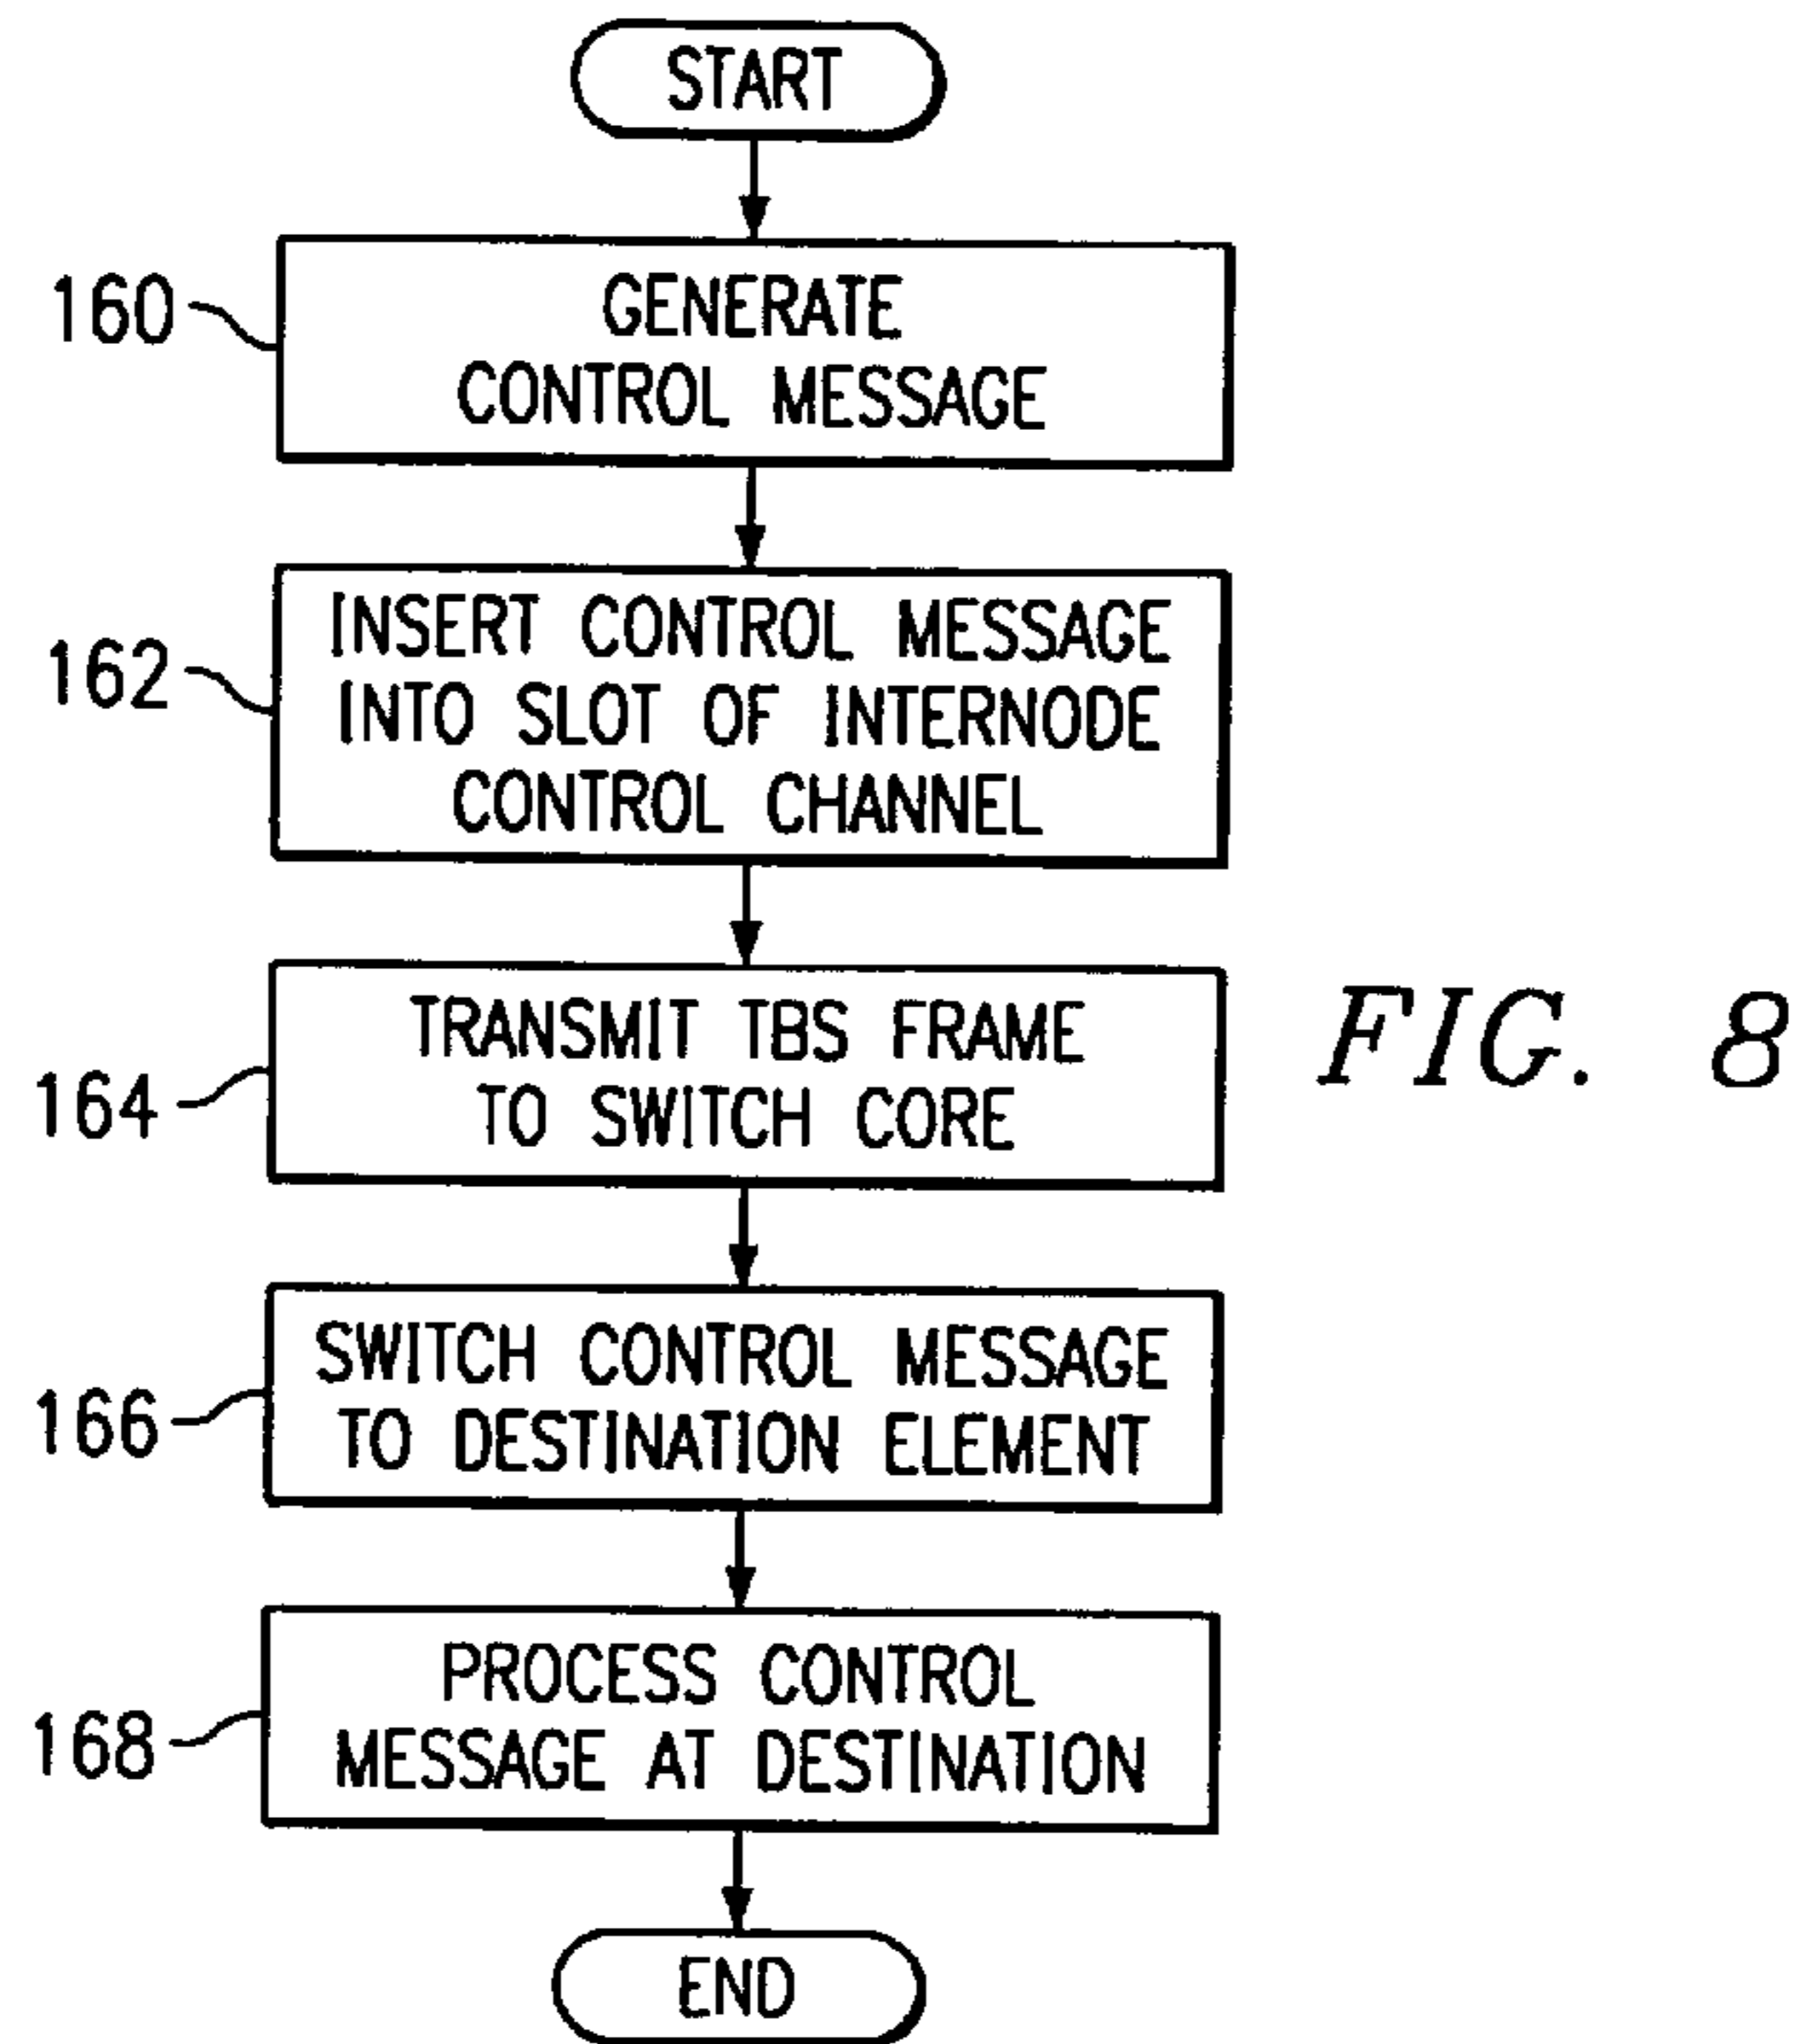 START
160
GENERATE
CONTROL MESSAGE
162
INSERT CONTROL MESSAGE
INTO SLOT OF INTERNODE
CONTROL CHANNEL
164
TRANSMIT TBS FRAME
TO SWITCH CORE
FIG. 8
166
SWITCH CONTROL MESSAGE
TO DESTINATION ELEMENT
168
PROCESS CONTROL
MESSAGE AT DESTINATION
END